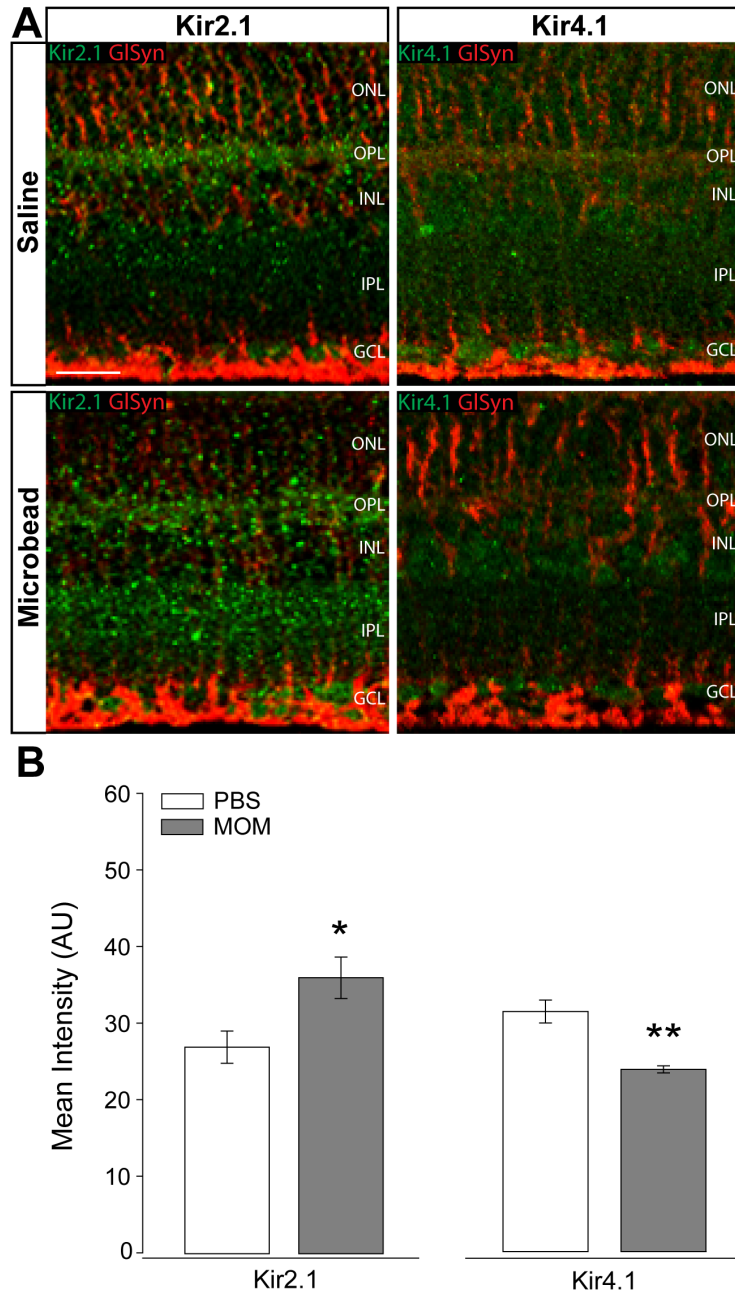 A
Kir2.1
Kir4.1
Saline
Kir2.1 GlSyn
ONL
OPL
INL
IPL
GCL
Kir4.1 GlSyn
ONL
OPL
INL
IPL
GCL
Microbead
Kir2.1 GlSyn
ONL
OPL
INL
IPL
GCL
Kir4.1 GlSyn
ONL
OPL
INL
IPL
GCL
B
Mean Intensity (AU)
60
50
40
30
20
10
0
PBS
MOM
*
**
Kir2.1
Kir4.1